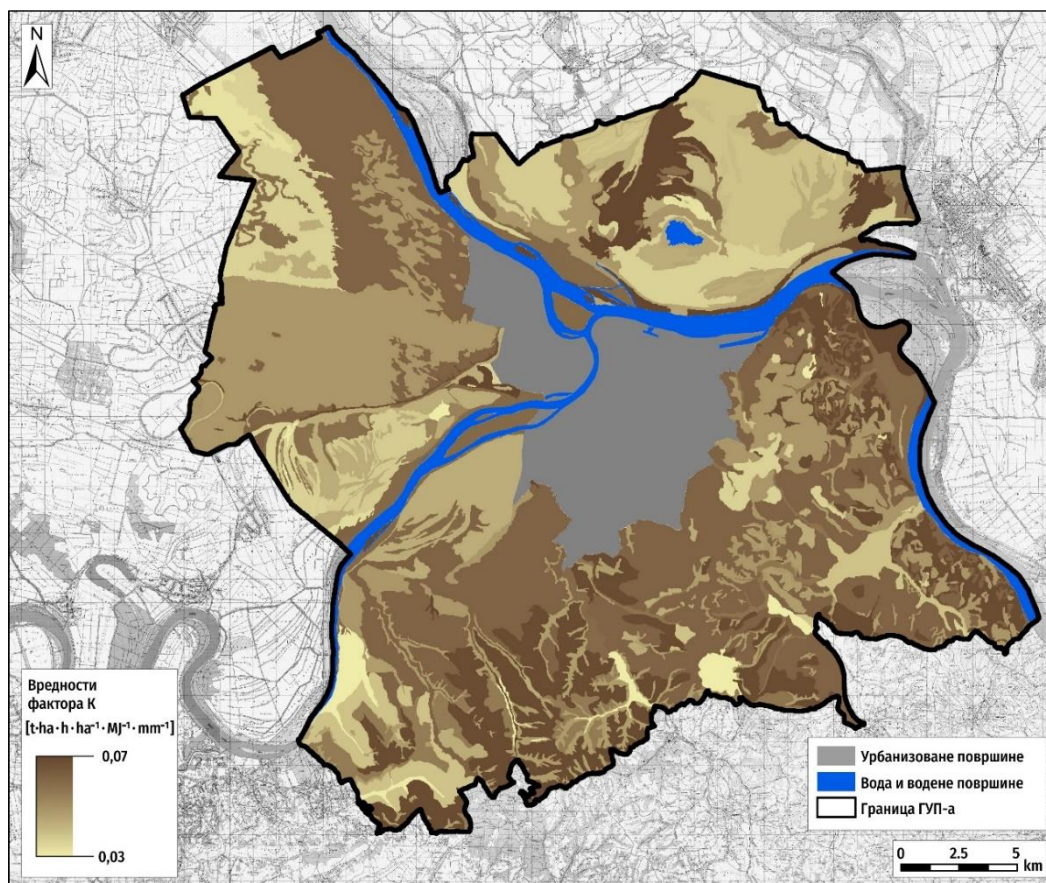 N
Вредности
фактора К
[t·ha·h·ha⁻¹·MJ⁻¹·mm⁻¹]
0,07
0,03
Урбанизоване површине
Вода и водене површине
Граница ГУП-а
0 2.5 5
km